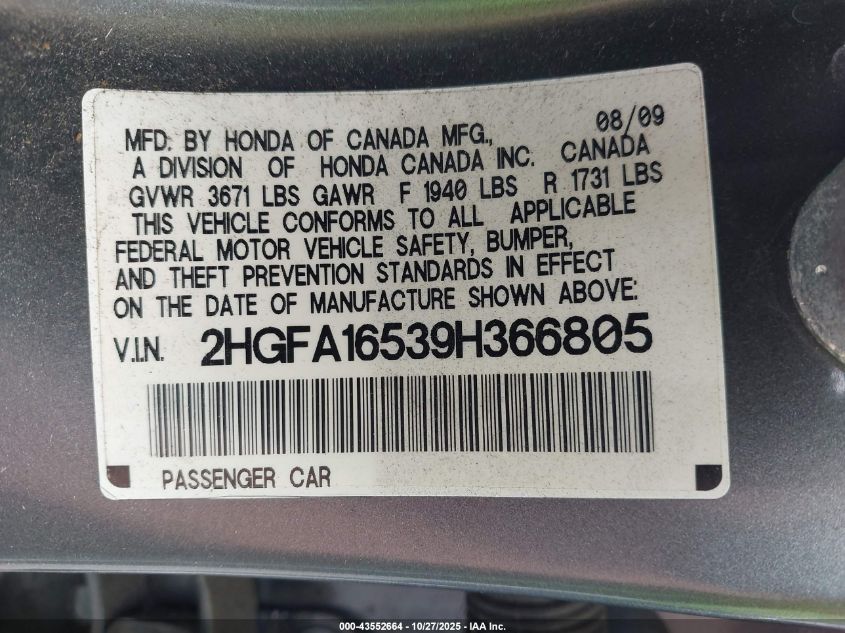 08/09
MFD. BY HONDA OF CANADA MFG.,
A DIVISION OF HONDA CANADA INC. CANADA
GVWR 3671 LBS GAWR F 1940 LBS R 1731 LBS
THIS VEHICLE CONFORMS TO ALL APPLICABLE
FEDERAL MOTOR VEHICLE SAFETY, BUMPER,
AND THEFT PREVENTION STANDARDS IN EFFECT
ON THE DATE OF MANUFACTURE SHOWN ABOVE:
V.I.N. 2HGFA16539H366805
PASSENGER CAR
000-43552664 - 10/27/2025 - IAA Inc.